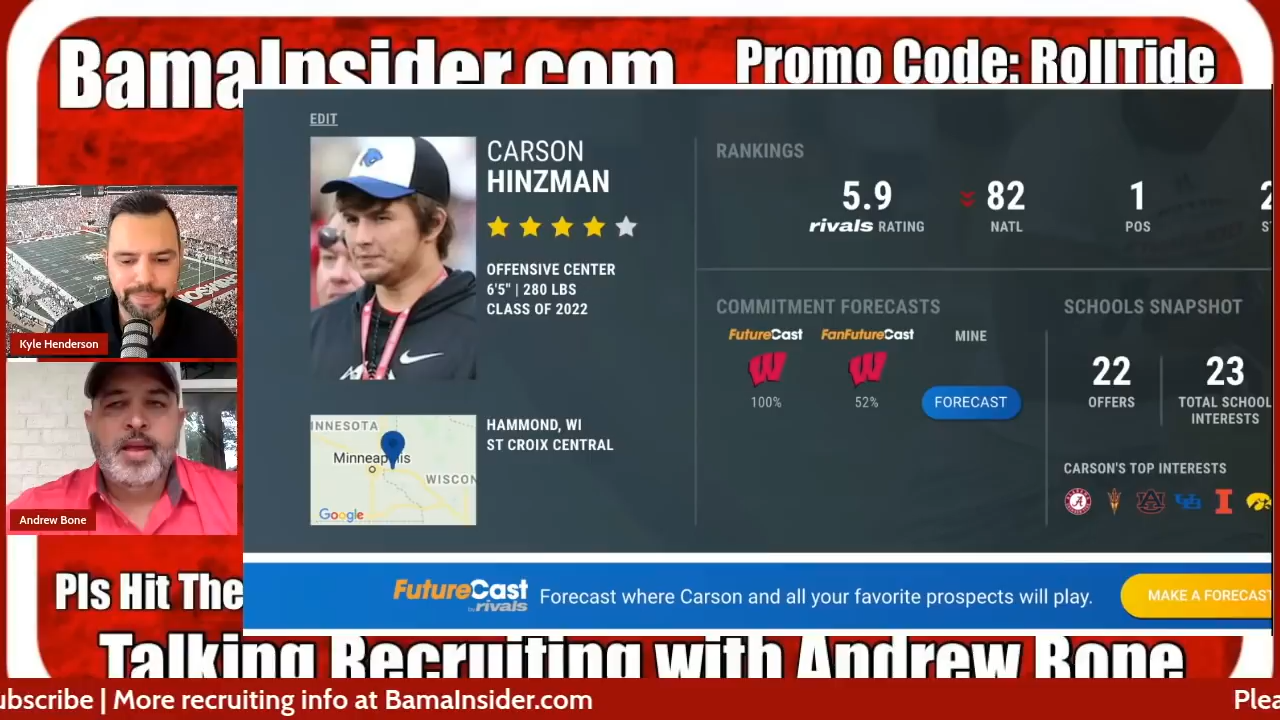 BamaInsider.com
Promo Code: RollTide
EDIT
CARSON
HINZMAN
OFFENSIVE CENTER
6'5" | 280 LBS
CLASS OF 2022
RANKINGS
5.9
rivals RATING
82
NATL
1
POS
COMMITMENT FORECASTS
FutureCast
FanFutureCast
MINE
100%
52%
FORECAST
SCHOOLS SNAPSHOT
22
OFFERS
23
TOTAL SCHOOL
INTERESTS
CARSON'S TOP INTERESTS
INNESOTA
Minneapolis
WISCON
Google
HAMMOND, WI
ST CROIX CENTRAL
Kyle Henderson
Andrew Bone
FutureCast
by rivals
Forecast where Carson and all your favorite prospects will play.
MAKE A FORECAST
Pls Hit The
Talking Recruiting with Andrew Bone
ubscribe | More recruiting info at BamaInsider.com
Plea